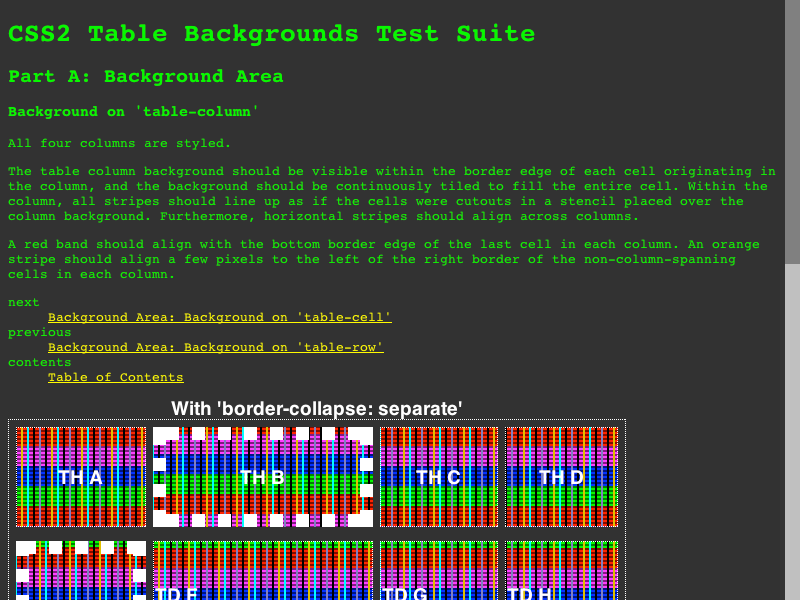 CSS2 Table Backgrounds Test Suite
Part A: Background Area
Background on 'table-column'
All four columns are styled.
The table column background should be visible within the border edge of each cell originating in
the column, and the background should be continuously tiled to fill the entire cell. Within the
column, all stripes should line up as if the cells were cutouts in a stencil placed over the
column background. Furthermore, horizontal stripes should align across columns.
A red band should align with the bottom border edge of the last cell in each column. An orange
stripe should align a few pixels to the left of the right border of the non-column-spanning
cells in each column.
next
Background Area: Background on 'table-cell'
previous
Background Area: Background on 'table-row'
contents
Table of Contents
With 'border-collapse: separate'
TH A TH B TH C TH D
TD F TD G TD H